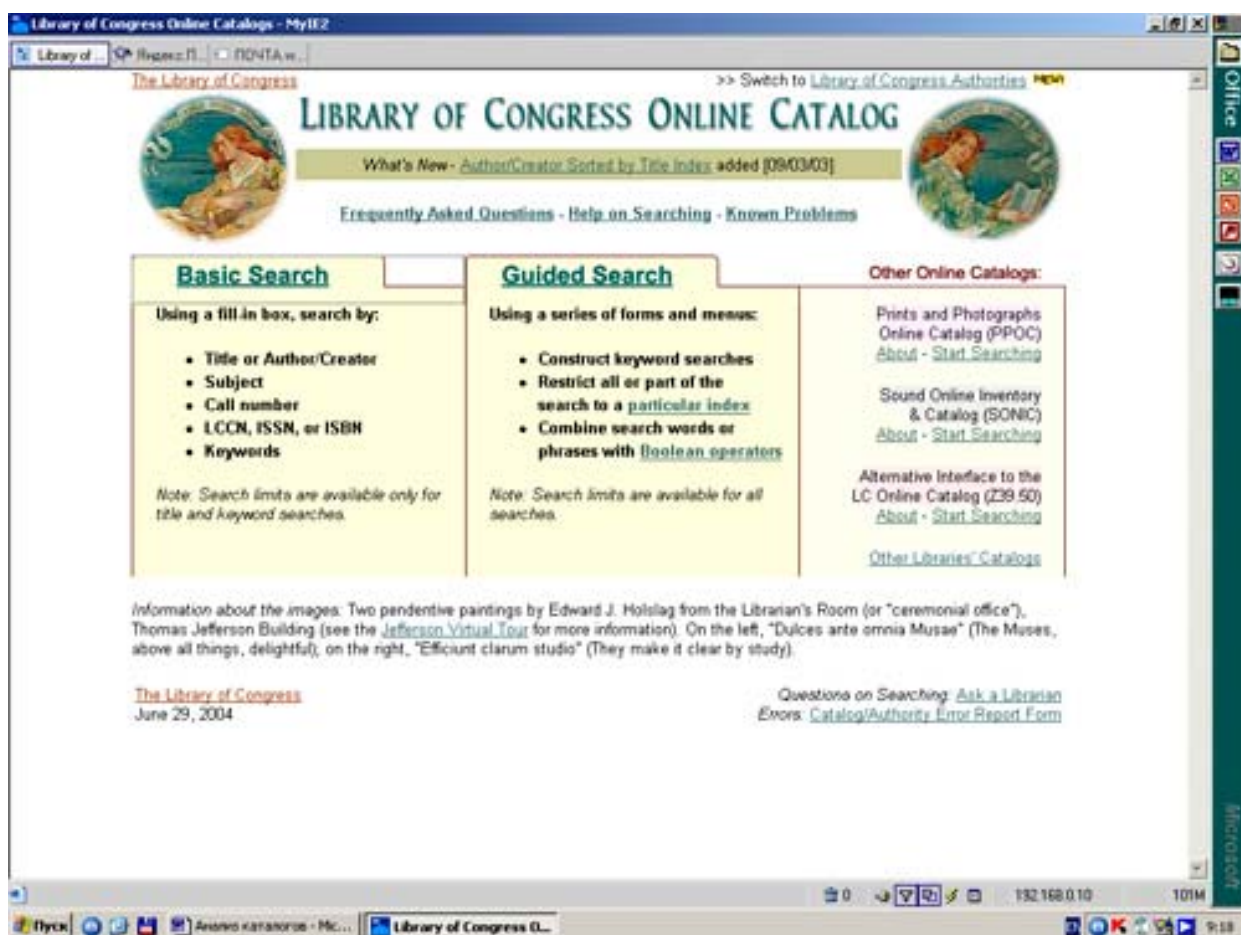 Library of Congress Online Catalogs - MyIE2
Library of ...
The Library of Congress
>> Switch to Library of Congress Authorities NEW!
LIBRARY OF CONGRESS ONLINE CATALOG
What's New - Author/Creator Sorted by Title Index added [09/03/03]
Frequently Asked Questions - Help on Searching - Known Problems
Basic Search
Using a fill-in box, search by:
• Title or Author/Creator
• Subject
• Call number
• LCCN, ISSN, or ISBN
• Keywords
Note: Search limits are available only for
title and keyword searches.
Guided Search
Using a series of forms and menus:
• Construct keyword searches
• Restrict all or part of the
search to a particular index
• Combine search words or
phrases with Boolean operators
Note: Search limits are available for all
searches.
Other Online Catalogs:
Prints and Photographs
Online Catalog (PPOC)
About - Start Searching
Sound Online Inventory
& Catalog (SONIC)
About - Start Searching
Alternative Interface to the
LC Online Catalog (Z39.50)
About - Start Searching
Other Libraries' Catalogs
Information about the images: Two pendentive paintings by Edward J. Holslag from the Librarian's Room (or "ceremonial office"),
Thomas Jefferson Building (see the Jefferson Virtual Tour for more information). On the left, "Dulces ante omnia Musae" (The Muses,
above all things, delightful); on the right, "Efficiunt clarum studio" (They make it clear by study).
The Library of Congress
June 29, 2004
Questions on Searching: Ask a Librarian
Errors: Catalog/Authority Error Report Form
Office
Microsoft
0
192.168.0.10
101M
Пуск
Анализ каталогов - Mic...
Library of Congress O...
9:18